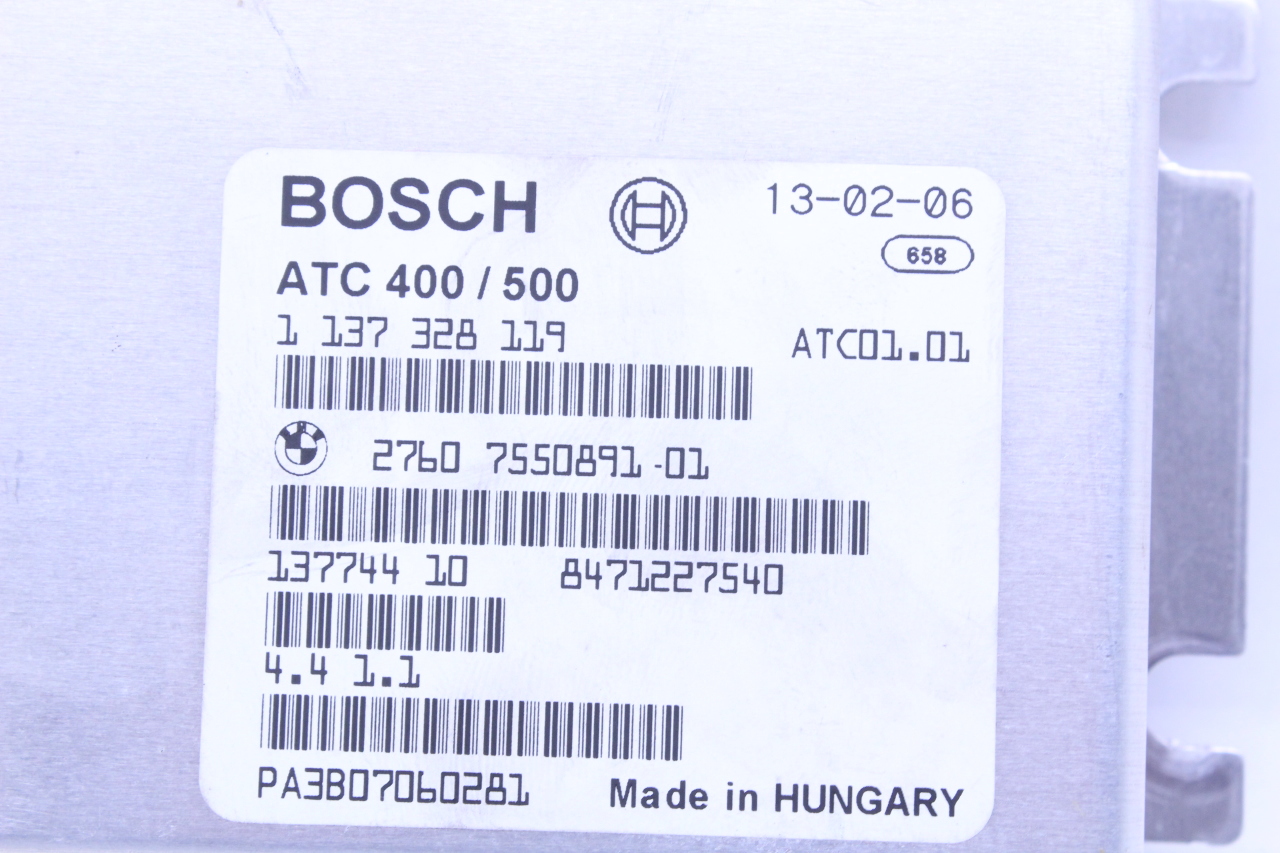 BOSCH 13-02-06
658
ATC 400 / 500
1 137 328 119 ATC01.01
2760 7550891-01
137744 10 8471227540
4.4 1.1
PA3B07060281 Made in HUNGARY